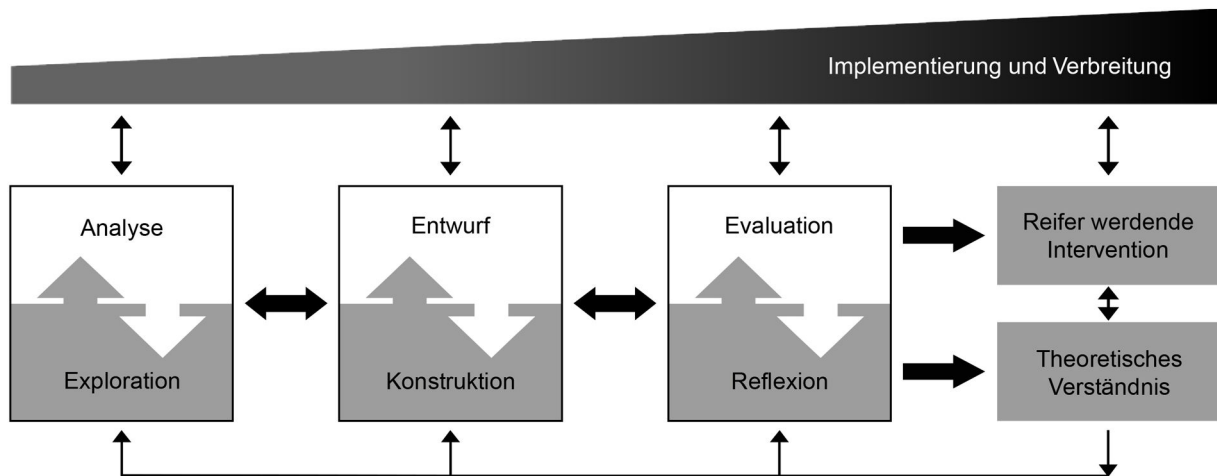 Implementierung und Verbreitung
Analyse
Exploration
Entwurf
Konstruktion
Evaluation
Reflexion
Reifer werdende
Intervention
Theoretisches
Verständnis